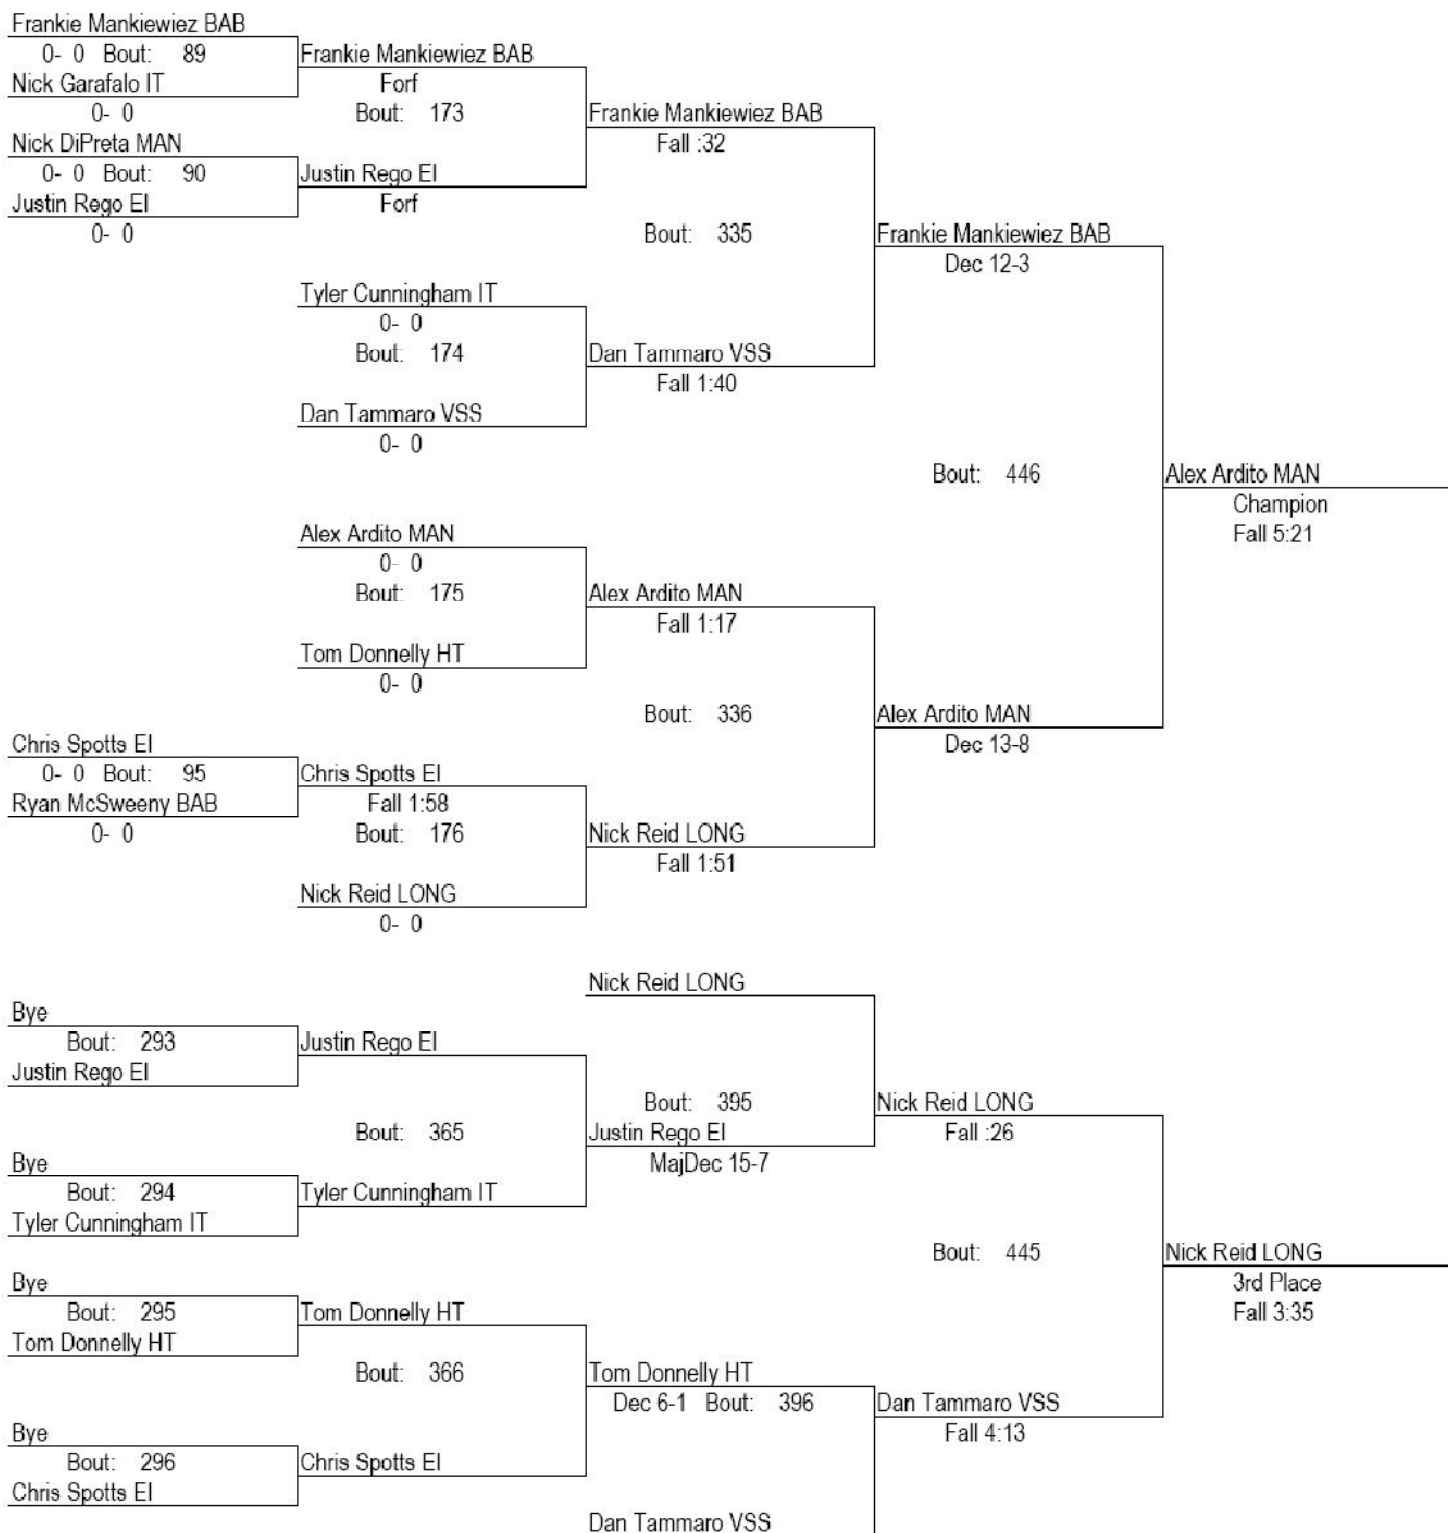 Frankie Mankiewiez BAB
0- 0 Bout: 89 Frankie Mankiewiez BAB
Nick Garafalo IT Forf
0- 0 Bout: 173 Frankie Mankiewiez BAB
Nick DiPreta MAN Fall :32
0- 0 Bout: 90 Justin Rego EI
Justin Rego EI Forf
0- 0 Bout: 335 Frankie Mankiewiez BAB
Dec 12-3
Tyler Cunningham IT
0- 0
Bout: 174 Dan Tammaro VSS
Fall 1:40
Dan Tammaro VSS
0- 0
Bout: 446 Alex Ardito MAN
Champion
Alex Ardito MAN Fall 5:21
0- 0
Bout: 175 Alex Ardito MAN
Fall 1:17
Tom Donnelly HT
0- 0
Bout: 336 Alex Ardito MAN
Chris Spotts EI Dec 13-8
0- 0 Bout: 95 Chris Spotts EI
Ryan McSweeny BAB Fall 1:58
0- 0 Bout: 176 Nick Reid LONG
Fall 1:51
Nick Reid LONG
0- 0
Nick Reid LONG
Bye
Bout: 293 Justin Rego EI
Justin Rego EI
Bout: 395 Nick Reid LONG
Bout: 365 Justin Rego EI Fall :26
Bye MajDec 15-7
Bout: 294 Tyler Cunningham IT
Tyler Cunningham IT
Bout: 445 Nick Reid LONG
Bye 3rd Place
Bout: 295 Tom Donnelly HT Fall 3:35
Tom Donnelly HT
Bout: 366 Tom Donnelly HT
Dec 6-1 Bout: 396 Dan Tammaro VSS
Bye Fall 4:13
Bout: 296 Chris Spotts EI
Chris Spotts EI
Dan Tammaro VSS